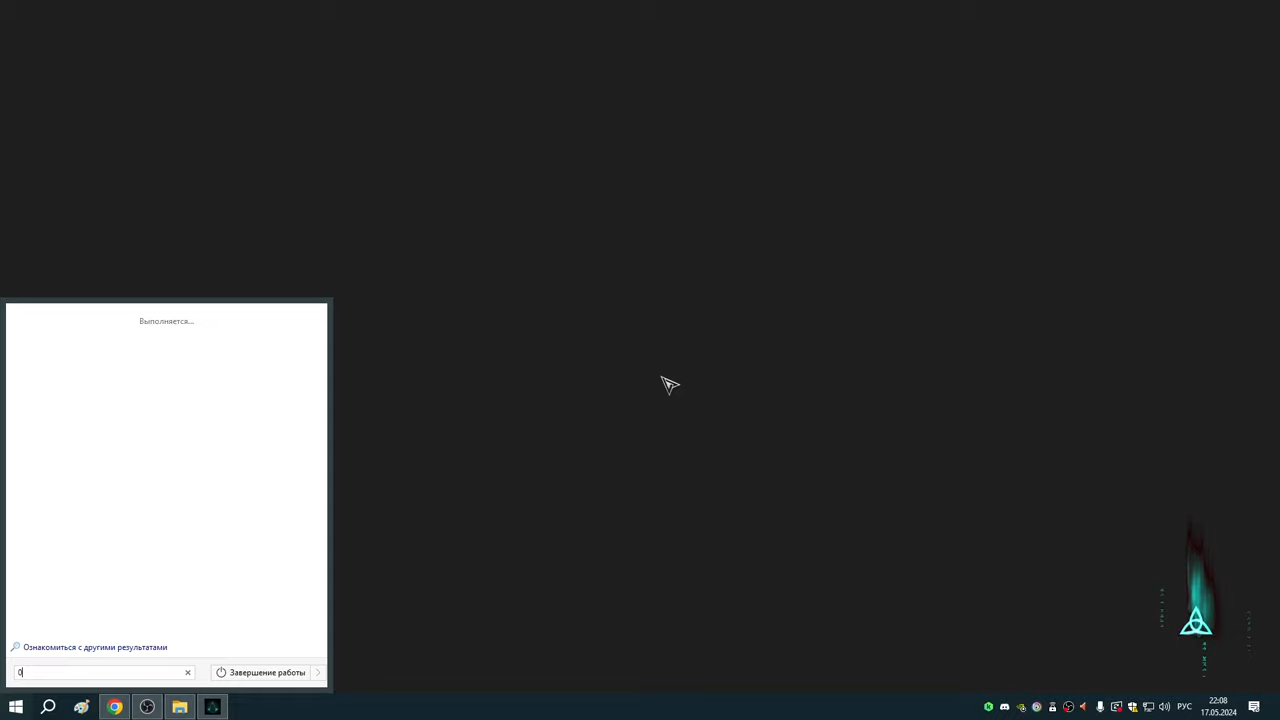 Выполняется...
Ознакомиться с другими результатами
0
Завершение работы
РУС
22:08
17.05.2024